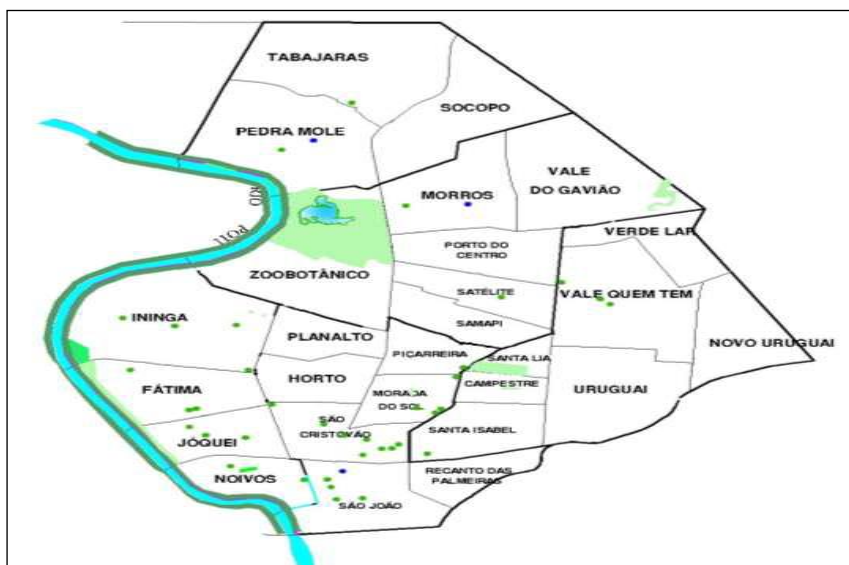 TABAJARAS
SOCOPO
PEDRA MOLE
VALE
DO GAVIÃO
MORROS
RIO
POTI
VERDE LAR
PORTO DO
CENTRO
ZOOBOTÂNICO
SATÉLITE
VALE QUEM TEM
ININGA
SAMAPI
PLANALTO
NOVO URUGUAI
PIÇARREIRA
SANTA LIA
HORTO
CAMPESTRE
URUGUAI
FÁTIMA
MORADA
DO SOL
SÃO
CRISTOVÃO
SANTA ISABEL
JÓQUEI
RECANTO DAS
PALMEIRAS
NOIVOS
SÃO JOÃO